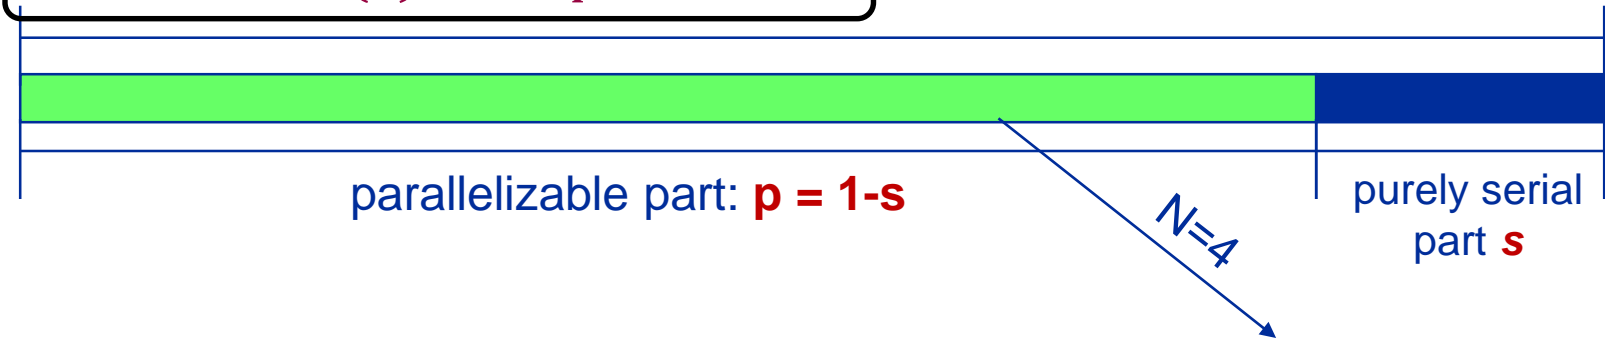 parallelizable part: p = 1-s
purely serial
part s
N=4